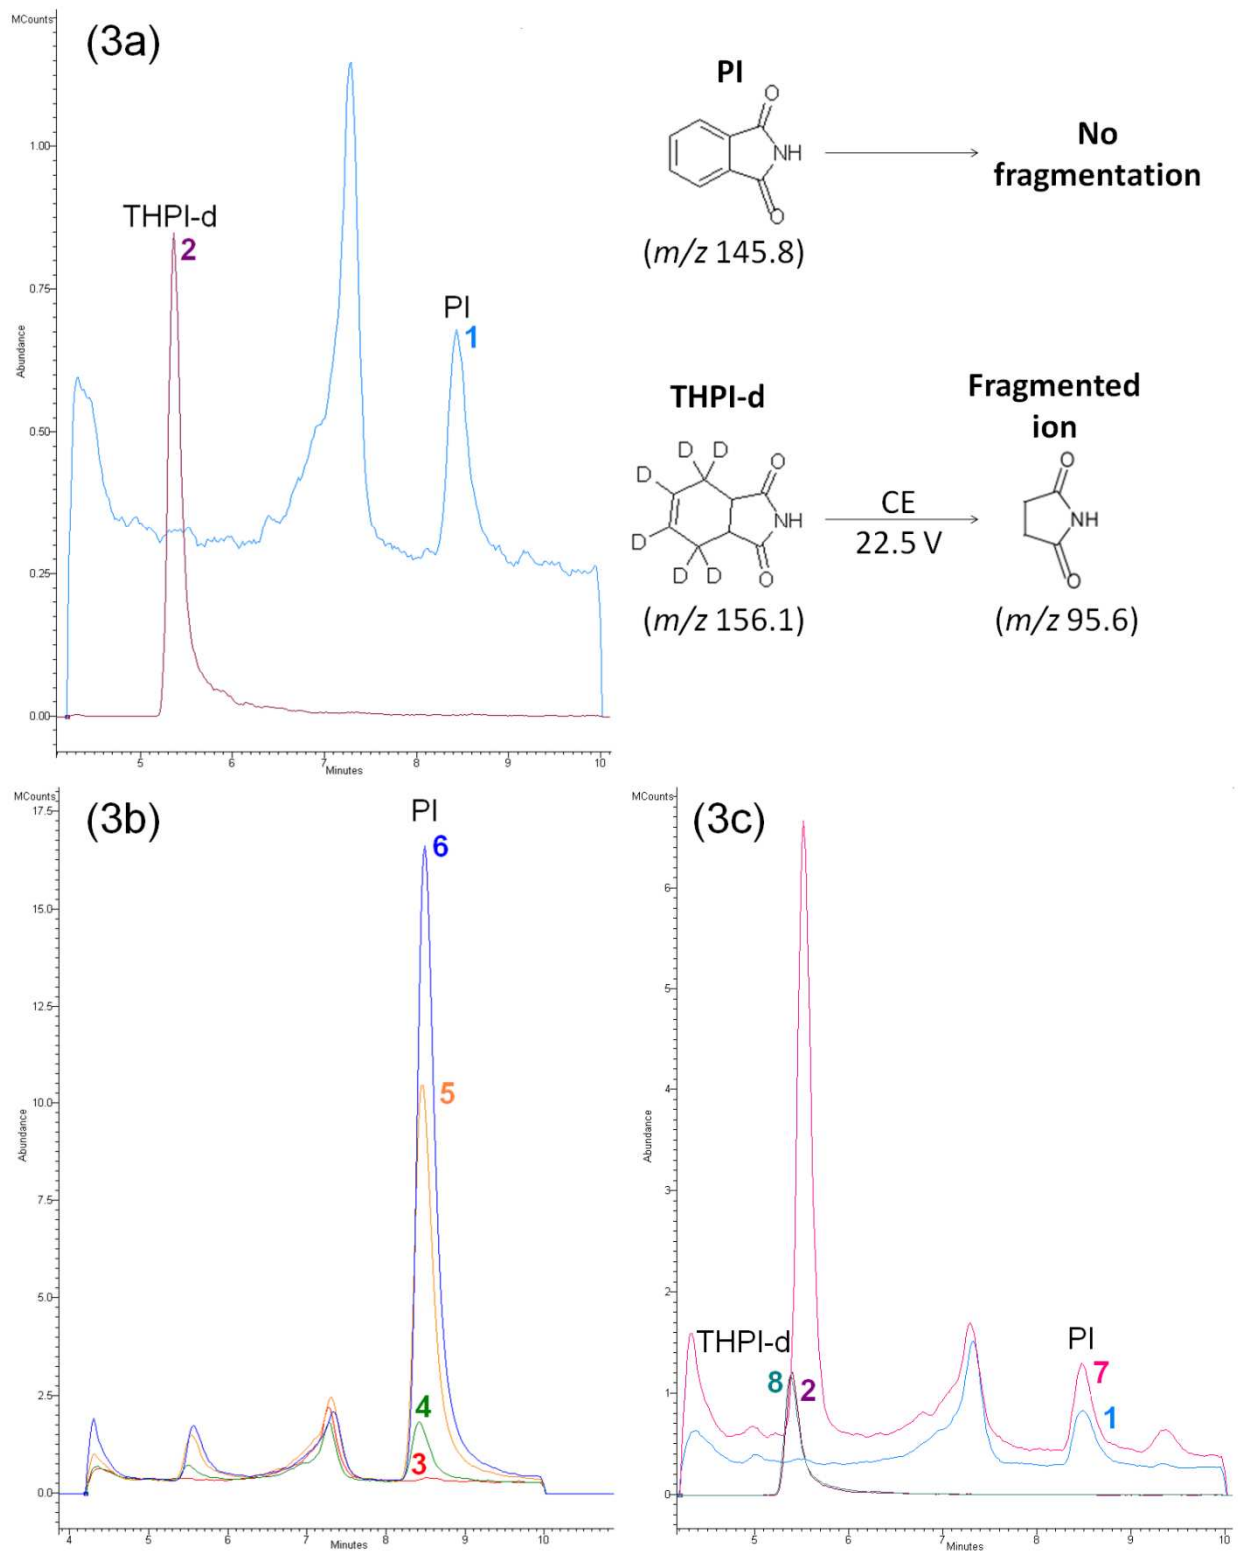 MCounts
(3a)
1.00
0.75
0.50
0.25
0.00
Abundance
THPI-d
2
PI
1
5
6
7
8
9
10
Minutes
PI
O
NH
O
(m/z 145.8)
No
fragmentation
THPI-d
D
D
D
D
D
D
O
NH
O
(m/z 156.1)
CE
22.5 V
Fragmented
ion
O
NH
O
(m/z 95.6)
MCounts
(3b)
17.5
15.0
12.5
10.0
7.5
5.0
2.5
0.0
Abundance
PI
6
5
4
3
4
5
6
7
8
9
10
Minutes
MCounts
(3c)
6
5
4
3
2
1
0
Abundance
THPI-d
8
2
PI
7
1
5
6
7
8
9
10
Minutes